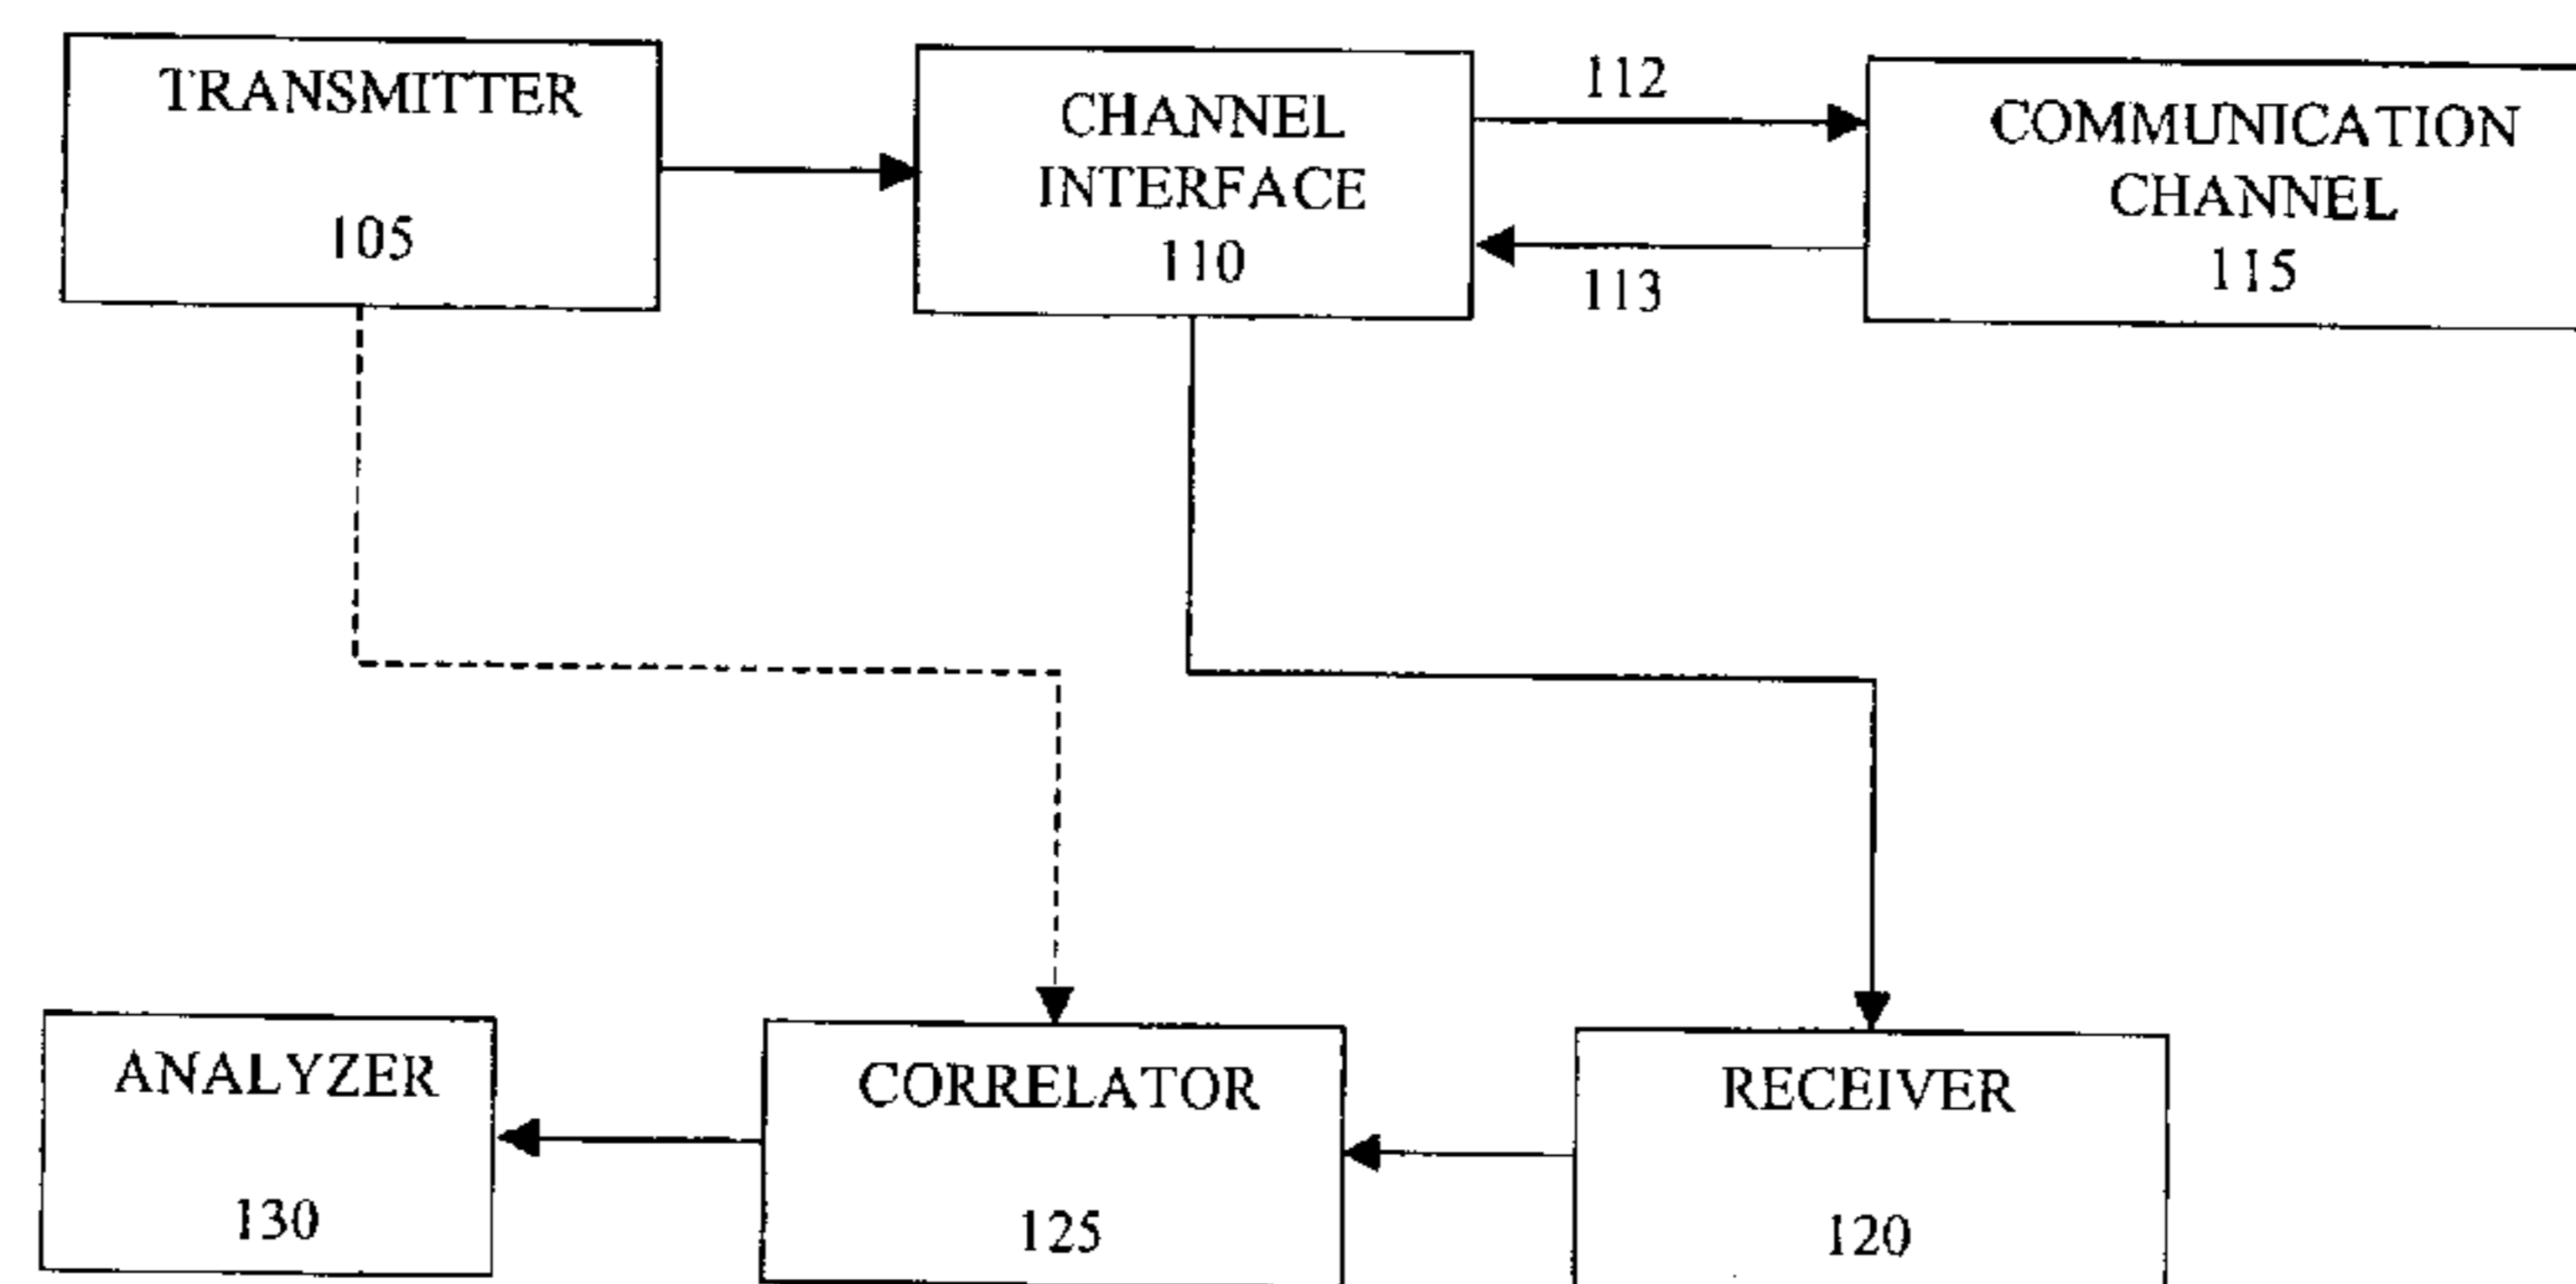 TRANSMITTER
105
CHANNEL
INTERFACE
110
112
113
COMMUNICATION
CHANNEL
115
ANALYZER
130
CORRELATOR
125
RECEIVER
120